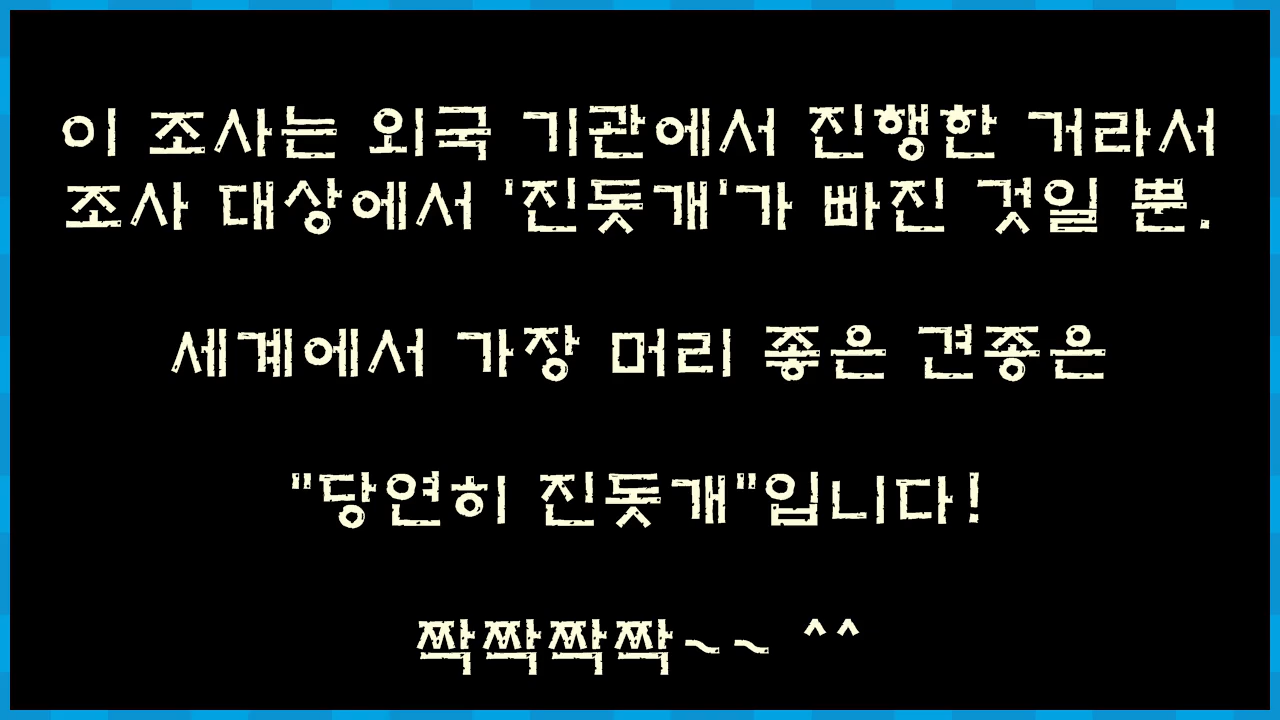 이 조사는 외국 기관에서 진행한 거라서
조사 대상에서 '진돗개'가 빠진 것일 뿐.
세계에서 가장 머리 좋은 견종은
"당연히 진돗개"입니다!
짝짝짝짝~~ ^^